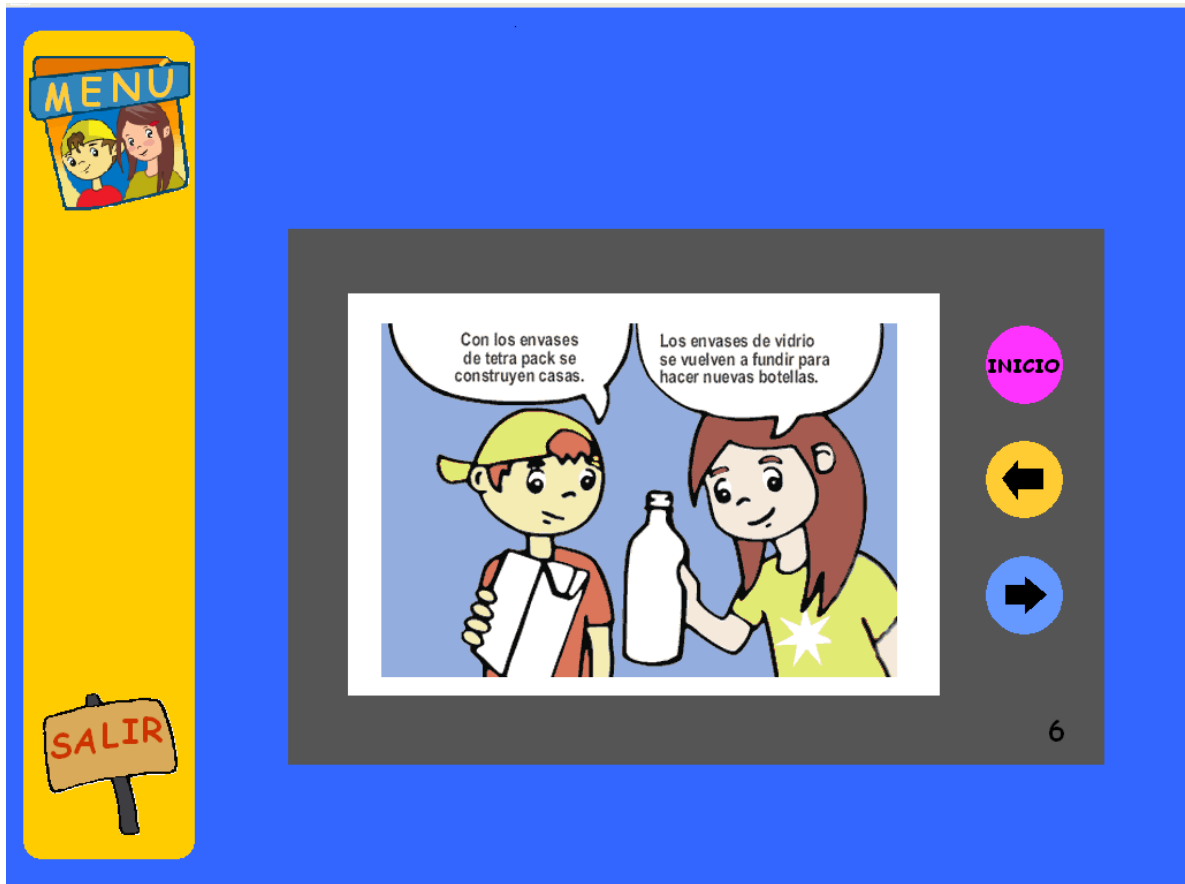 MENÚ
Con los envases
de tetra pack se
construyen casas.
Los envases de vidrio
se vuelven a fundir para
hacer nuevas botellas.
INICIO
SALIR
6